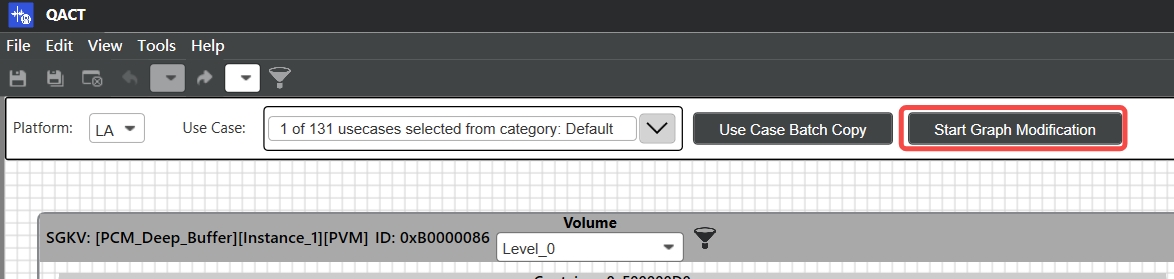 QACT
File Edit View Tools Help
Platform: LA Use Case: 1 of 131 usecases selected from category: Default Use Case Batch Copy Start Graph Modification
Volume
SGKV: [PCM_Deep_Buffer][Instance_1][PVM] ID: 0xB0000086
Level_0